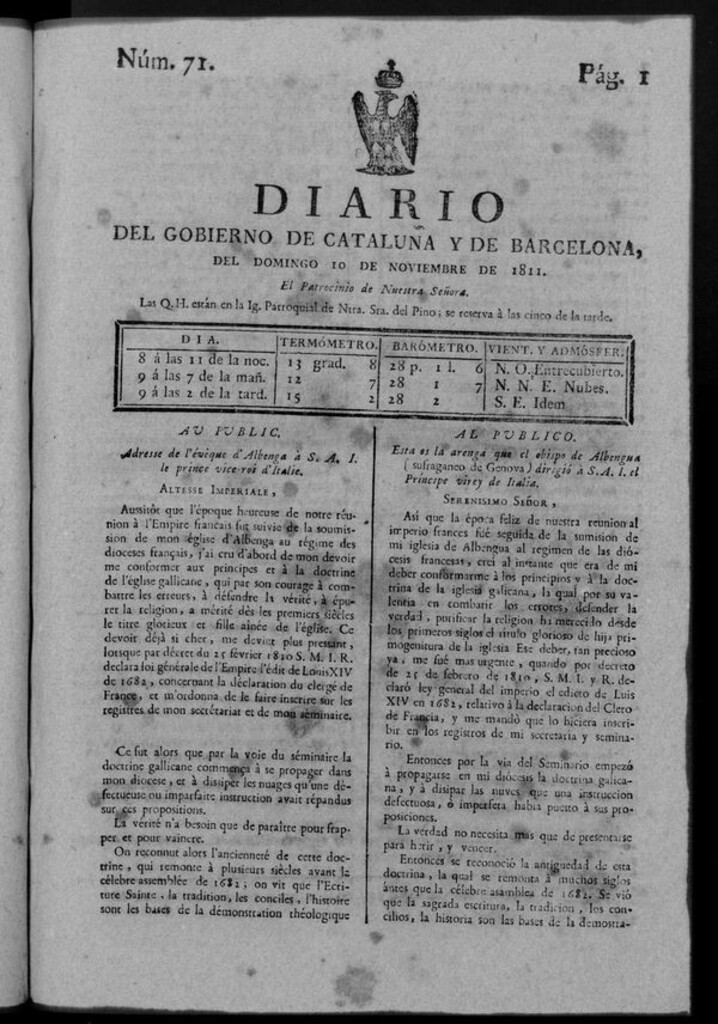 Núm. 71.
Pág. 1
DIARIO
DEL GOBIERNO DE CATALUÑA Y DE BARCELONA,
DEL DOMINGO 10 DE NOVIEMBRE DE 1811.
El Patrocinio de Nuestra Señora.
Las Q. H. están en la Ig. Parroquial de Ntra. Sra. del Pino; se reserva à las cinco de la tarde.
DIA. TERMÓMETRO. BARÓMETRO. VIENT. Y ADMÓSFER.
8 á las 11 de la noc. 13 grad. 8 28 p. 1 l. 6 N. O. Entrecubierto.
9 á las 7 de la mañ. 12 7 28 1 7 N. N. E. Nubes.
9 á las 2 de la tard. 15 2 28 2 S. E. Idem
AU PUBLIC.
Adresse de l'évêque d'Albenga à S. A. I.
le prince vice-roi d'Italie.
ALTESSE IMPERIALE,
Aussitôt que l'époque heureuse de notre réu-
nion à l'Empire francais fut suivie de la soumis-
sion de mon église d'Albenga au régime des
dioceses français, j'ai cru d'abord de mon devoir
me conformer aux principes et à la doctrine
de l'église gallicane, qui par son courage à com-
battre les erreurs, à défendre la vérité, à épu-
rer la religion, a mérité dès les premiers siècles
le titre glorieux et fille ainée de l'église. Ce
devoir déjà si cher, me devint plus pressant,
lorsque par décret du 25 février 1810 S. M. I. R.
declara loi générale de l'Empire l'édit de Louis XIV
de 1682, concernant la déclaration du clergé de
France, et m'ordonna de le faire inscrire sur les
registres de mon secrétariat et de mon séminaire.
Ce fut alors que par la voie du séminaire la
doctrine gallicane commença à se propager dans
mon diocese, et à dissiper les nuages qu'une dé-
fectueuse ou imparfaite instruction avait répandus
sur ces propositions.
La vérité n'a besoin que de paraître pour frap-
per et pour vaincre.
On reconnut alors l'ancienneté de cette doc-
trine, qui remonte à plusieurs siècles avant la
célebre assemblée de 1682; on vit que l'Ecri-
ture Sainte, la tradition, les conciles, l'histoire
sont les bases de la démonstration théologique
AL PUBLICO.
Esta es la arenga que el obispo de Albengua
(sufraganeo de Genova) dirigió à S. A. I. el
Príncipe virey de Italia.
SERENISIMO SEÑOR,
Asi que la época feliz de nuestra reunion al
imperio frances fué seguida de la sumision de
mi iglesia de Albengua al regimen de las dió-
cesis francesas, crei al instante que era de mi
deber conformarme à los principios y à la doc-
trina de la iglesia galicana, la qual por su va-
lentia en combatir los errores, defender la
verdad, purificar la religion ha merecido desde
los primeros siglos el titulo glorioso de hija pri-
mogenitura de la iglesia Ese deber, tan precioso
ya, me fué mas urgente, quando por decreto
de 25 de febrero de 1810, S. M. I. y R. de-
claró ley general del imperio el edicto de Luis
XIV en 1682, relativo à la declaracion del Clero
de Francia, y me mandó que lo hiciera inscri-
bir en los registros de mi secretaria y semina-
rio.
Entonces por la via del Seminario empezó
à propagarse en mi diócesis la doctrina galica-
na, y à disipar las nuves que una instruccion
defectuosa, o imperfeta habia puesto à sus pro-
posiciones.
La verdad no necesita mas que de presentarse
para herir, y vencer.
Entonces se reconoció la antiguedad de esta
doctrina, la qual se remonta à muchos siglos
ántes que la célebre asamblea de 1682. Se vió
que la sagrada escritura, la tradicion, los con-
cilios, la historia son las bases de la demostra-